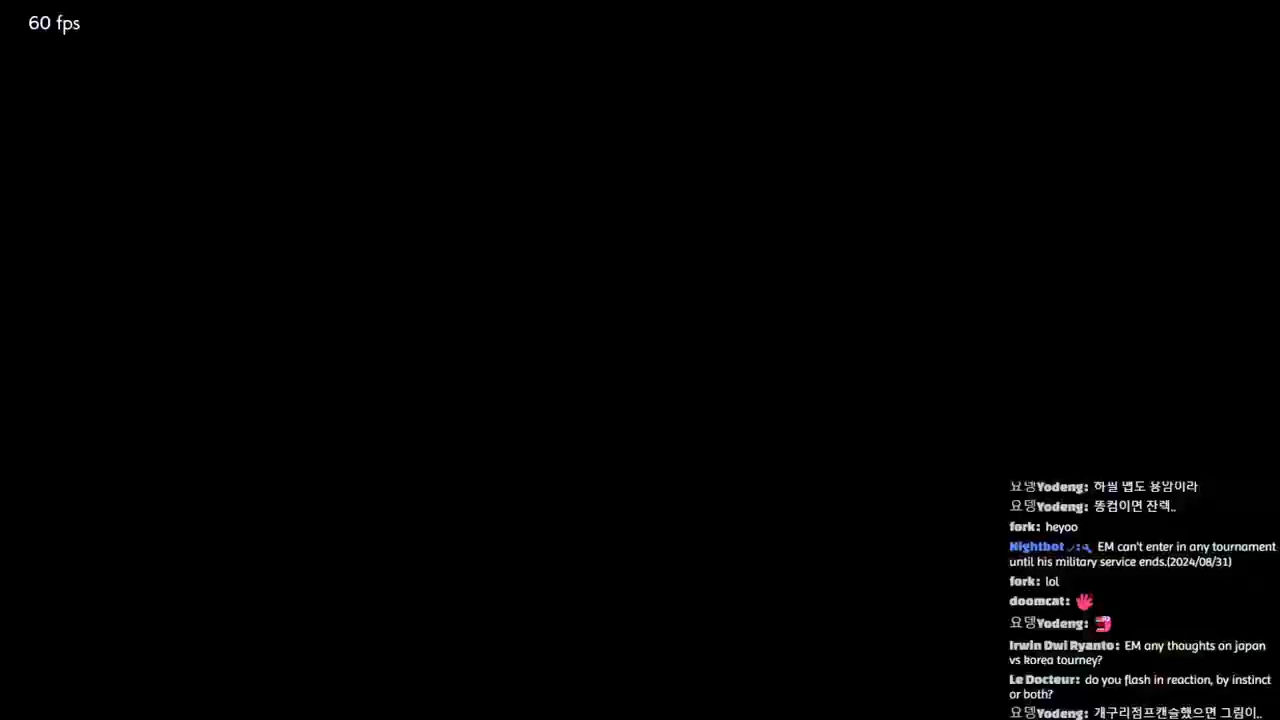 60 fps
요뎅Yodeng: 하필 맵도 용암이라
요뎅Yodeng: 똥컴이면 잔렉..
fork: heyoo
Nightbot: EM can't enter in any tournament
until his military service ends.(2024/08/31)
fork: lol
doomcat:
요뎅Yodeng:
Irwin Dwi Ryanto: EM any thoughts on japan
vs korea tourney?
Le Docteur: do you flash in reaction, by instinct
or both?
요뎅Yodeng: 개구리점프캔슬했으면 그림이..